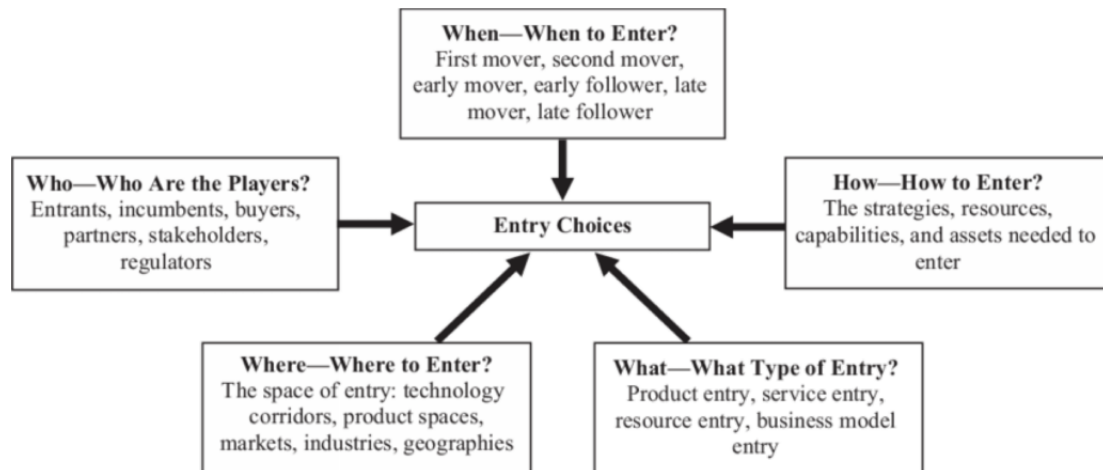 When—When to Enter?
First mover, second mover,
early mover, early follower, late
mover, late follower
Who—Who Are the Players?
Entrants, incumbents, buyers,
partners, stakeholders,
regulators
Entry Choices
How—How to Enter?
The strategies, resources,
capabilities, and assets needed to
enter
Where—Where to Enter?
The space of entry: technology
corridors, product spaces,
markets, industries, geographies
What—What Type of Entry?
Product entry, service entry,
resource entry, business model
entry